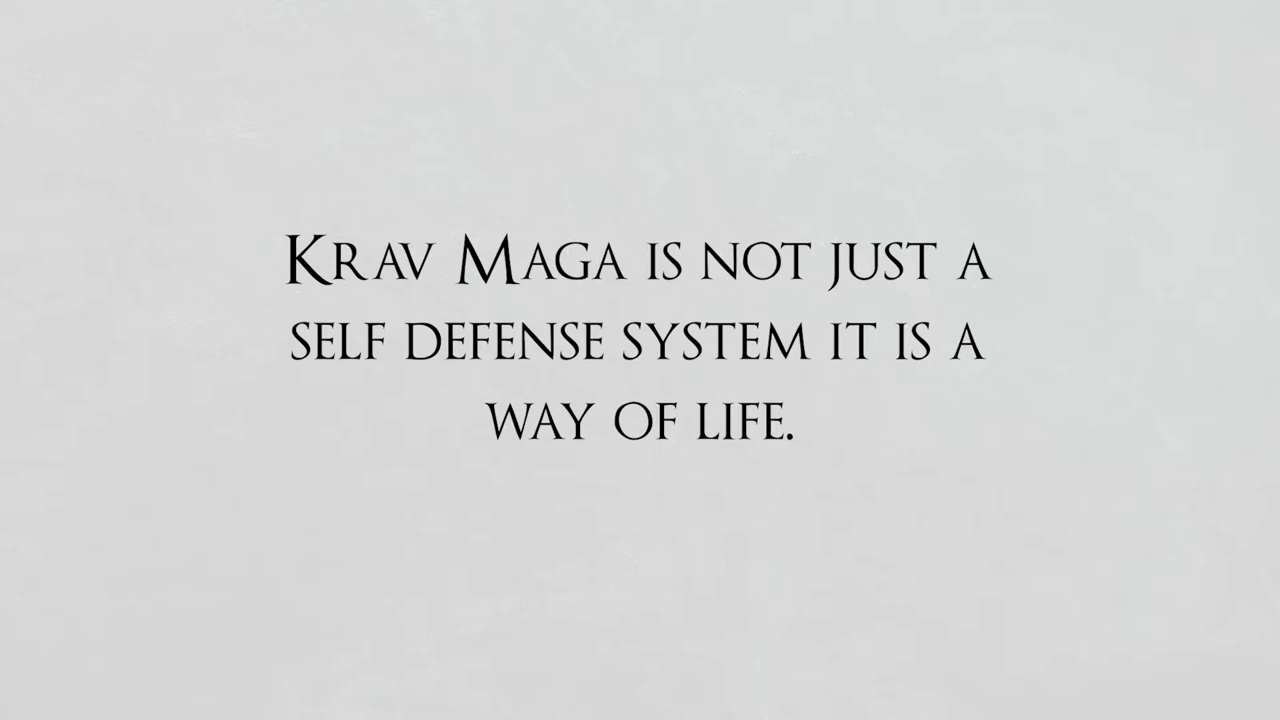 Krav Maga is not just a
self defense system it is a
way of life.